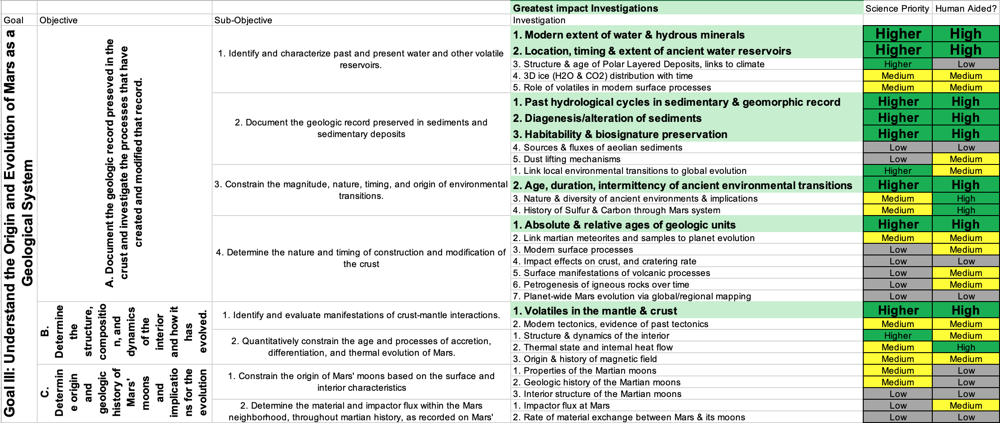 Greatest impact Investigations Science Priority Human Aided?
Goal Objective Sub-Objective Investigation
Goal III: Understand the Origin and Evolution of Mars as a
Geological System
A. Document the geologic record preseved in the
crust and investigate the processes that have
created and modified that record.
1. Identify and characterize past and present water and other volatile
reservoirs.
1. Modern extent of water & hydrous minerals Higher High
2. Location, timing & extent of ancient water reservoirs Higher High
3. Structure & age of Polar Layered Deposits, links to climate Higher Low
4. 3D ice (H2O & CO2) distribution with time Medium Medium
5. Role of volatiles in modern surface processes Medium Medium
2. Document the geologic record preserved in sediments and
sedimentary deposits
1. Past hydrological cycles in sedimentary & geomorphic record Higher High
2. Diagenesis/alteration of sediments Higher High
3. Habitability & biosignature preservation Higher High
4. Sources & fluxes of aeolian sediments Low Low
5. Dust lifting mechanisms Low Medium
3. Constrain the magnitude, nature, timing, and origin of environmental
transitions.
1. Link local environmental transitions to global evolution Higher Medium
2. Age, duration, intermittency of ancient environmental transitions Higher High
3. Nature & diversity of ancient environments & implications Medium High
4. History of Sulfur & Carbon through Mars system Medium High
4. Determine the nature and timing of construction and modification of
the crust
1. Absolute & relative ages of geologic units Higher High
2. Link martian meteorites and samples to planet evolution Medium Medium
3. Modern surface processes Low Medium
4. Impact effects on crust, and cratering rate Low Low
5. Surface manifestations of volcanic processes Low Medium
6. Petrogenesis of igneous rocks over time Low Medium
7. Planet-wide Mars evolution via global/regional mapping Low Low
B.
Determine
the
structure,
compositio
n, and
dynamics
of the
interior
and how it
has
evolved.
1. Identify and evaluate manifestations of crust-mantle interactions.
1. Volatiles in the mantle & crust Higher High
2. Modern tectonics, evidence of past tectonics Medium Medium
2. Quantitatively constrain the age and processes of accretion,
differentiation, and thermal evolution of Mars.
1. Structure & dynamics of the interior Higher Medium
2. Thermal state and internal heat flow Medium High
3. Origin & history of magnetic field Medium Medium
C.
Determin
e origin
and
geologic
history of
Mars'
moons
and
implicatio
ns for the
evolution
1. Constrain the origin of Mars' moons based on the surface and
interior characteristics
1. Properties of the Martian moons Medium Low
2. Geologic history of the Martian moons Medium Low
3. Interior structure of the Martian moons Low Low
2. Determine the material and impactor flux within the Mars
neighborhood, throughout martian history, as recorded on Mars'
1. Impactor flux at Mars Low Medium
2. Rate of material exchange between Mars & its moons Low Low